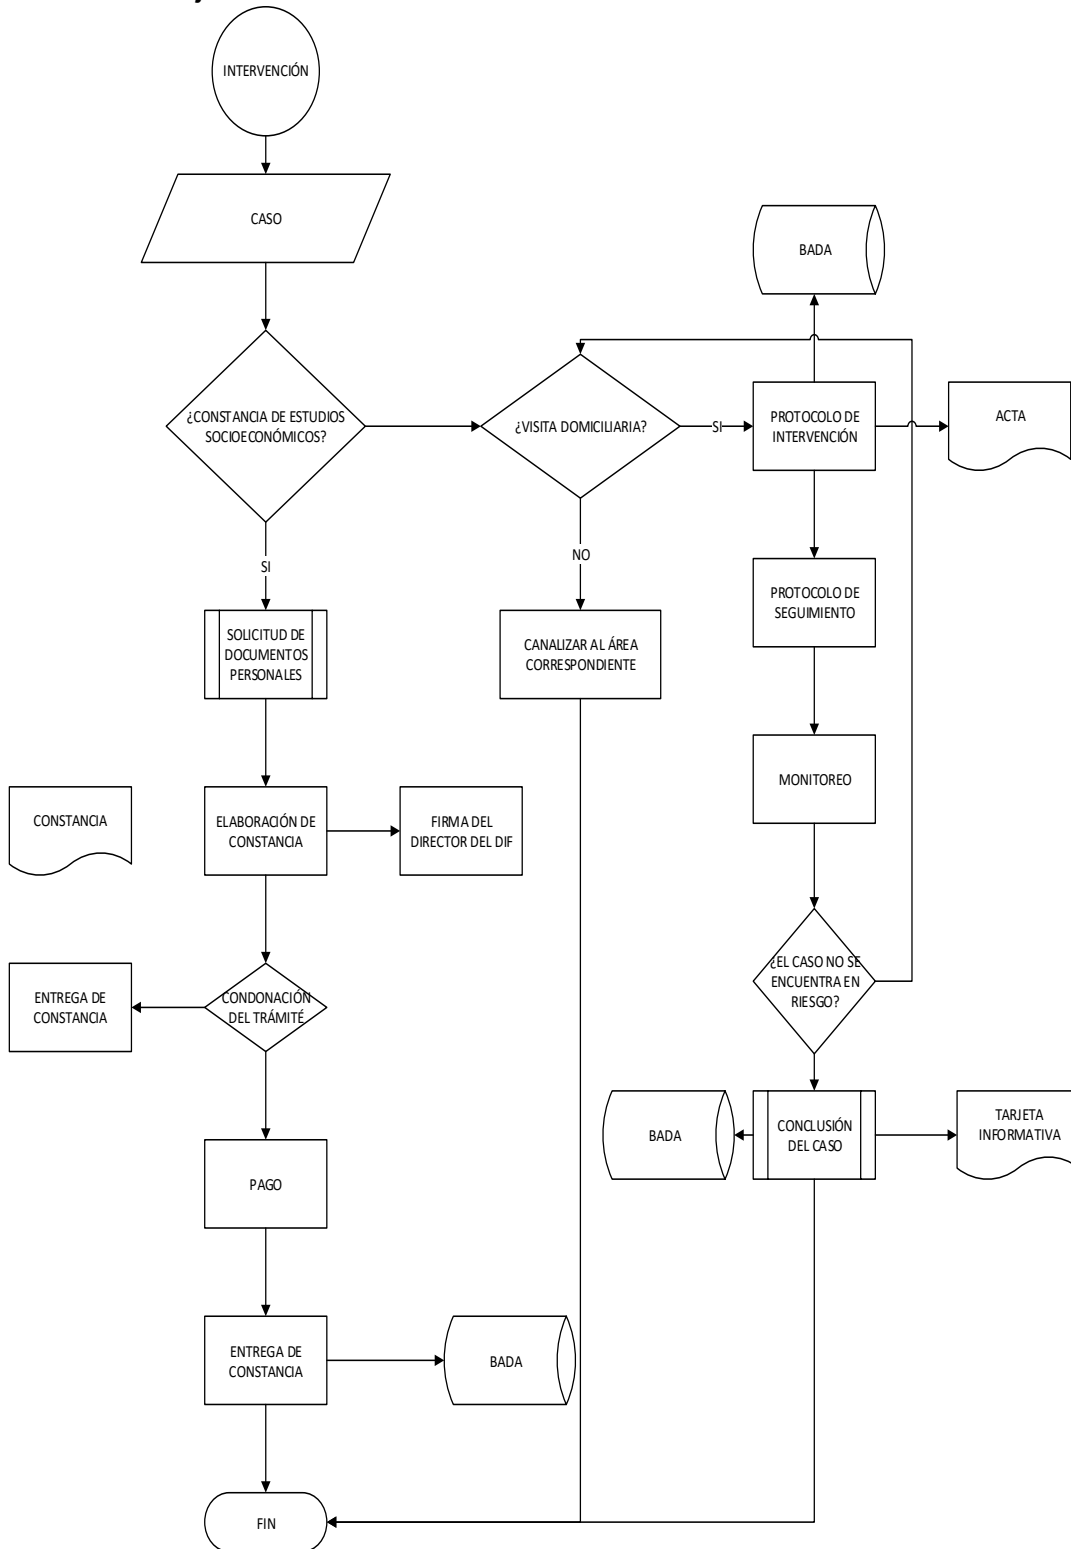 INTERVENCIÓN
CASO
BADA
¿CONSTANCIA DE ESTUDIOS
SOCIOECONÓMICOS?
¿VISITA DOMICILIARIA?
SI
PROTOCOLO DE
INTERVENCIÓN
ACTA
SI
NO
SOLICITUD DE
DOCUMENTOS
PERSONALES
CANALIZAR AL ÁREA
CORRESPONDIENTE
PROTOCOLO DE
SEGUIMIENTO
CONSTANCIA
ELABORACIÓN DE
CONSTANCIA
FIRMA DEL
DIRECTOR DEL DIF
MONITOREO
ENTREGA DE
CONSTANCIA
CONDONACIÓN
DEL TRÁMITÉ
¿EL CASO NO SE
ENCUENTRA EN
RIESGO?
BADA
CONCLUSIÓN
DEL CASO
TARJETA
INFORMATIVA
PAGO
ENTREGA DE
CONSTANCIA
BADA
FIN